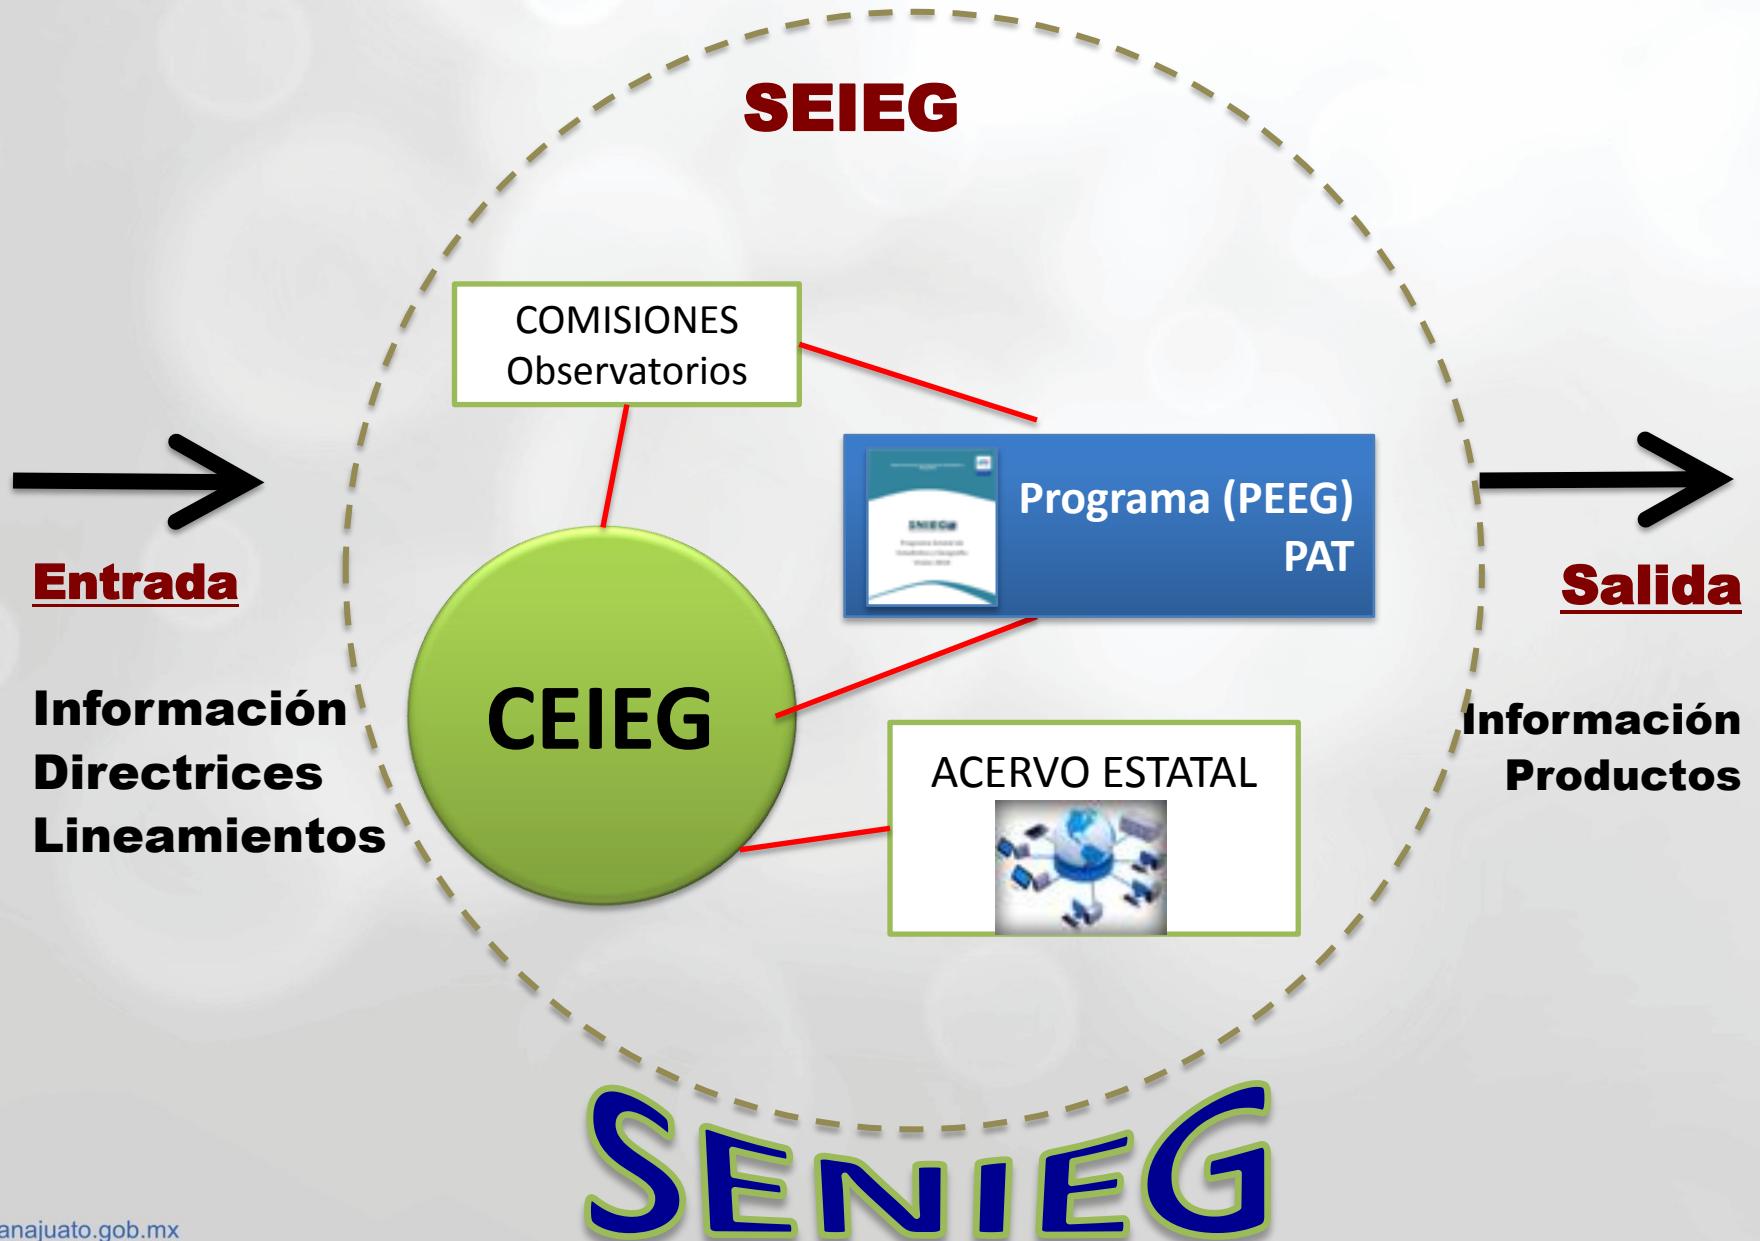 SEIEG
COMISIONES
Observatorios
Programa (PEEG)
PAT
Entrada
Salida
Información
Directrices
Lineamientos
CEIEG
ACERVO ESTATAL
Información
Productos
SENIEG
anajuato.gob.mx